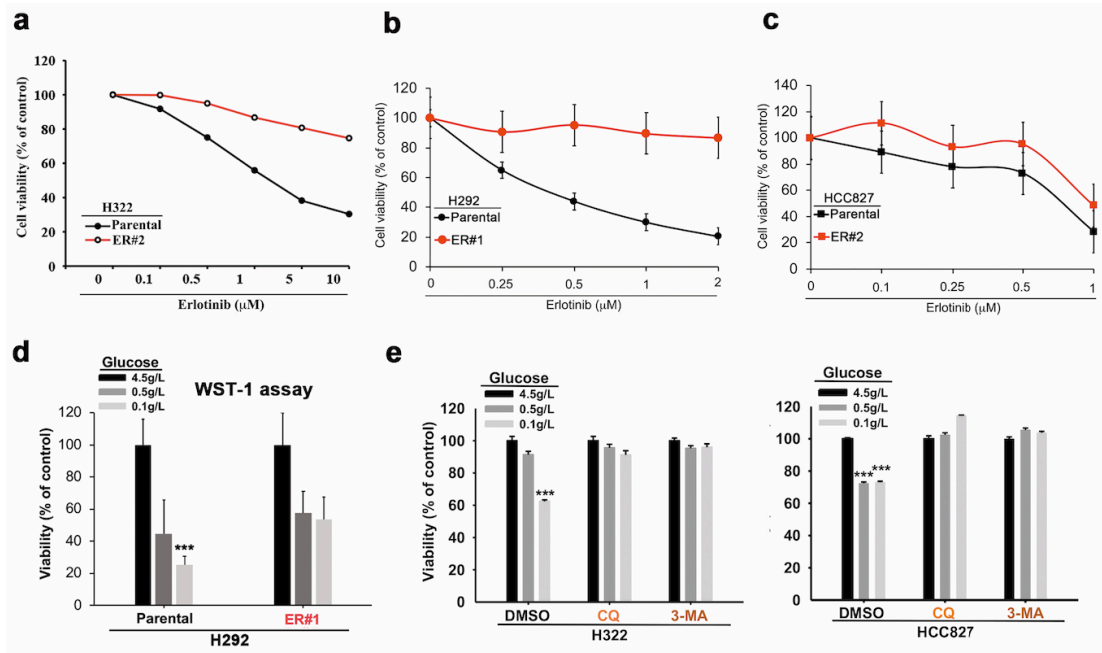 a
Cell viability (% of control)
120
100
80
60
40
20
0
H322
Parental
ER#2
0 0.1 0.5 1 5 10
Erlotinib (μM)
b
Cell viability (% of control)
120
100
80
60
40
20
0
H292
Parental
ER#1
0 0.25 0.5 1 2
Erlotinib (μM)
c
Cell viability (% of control)
140
120
100
80
60
40
20
0
HCC827
Parental
ER#2
0 0.1 0.25 0.5 1
Erlotinib (μM)
d
Glucose
4.5g/L
0.5g/L
0.1g/L
WST-1 assay
Viability (% of control)
120
100
80
60
40
20
0
***
Parental ER#1
H292
e
Glucose
4.5g/L
0.5g/L
0.1g/L
Viability (% of control)
120
100
80
60
40
20
0
***
DMSO CQ 3-MA
H322
Glucose
4.5g/L
0.5g/L
0.1g/L
120
100
80
60
40
20
0
*** ***
DMSO CQ 3-MA
HCC827